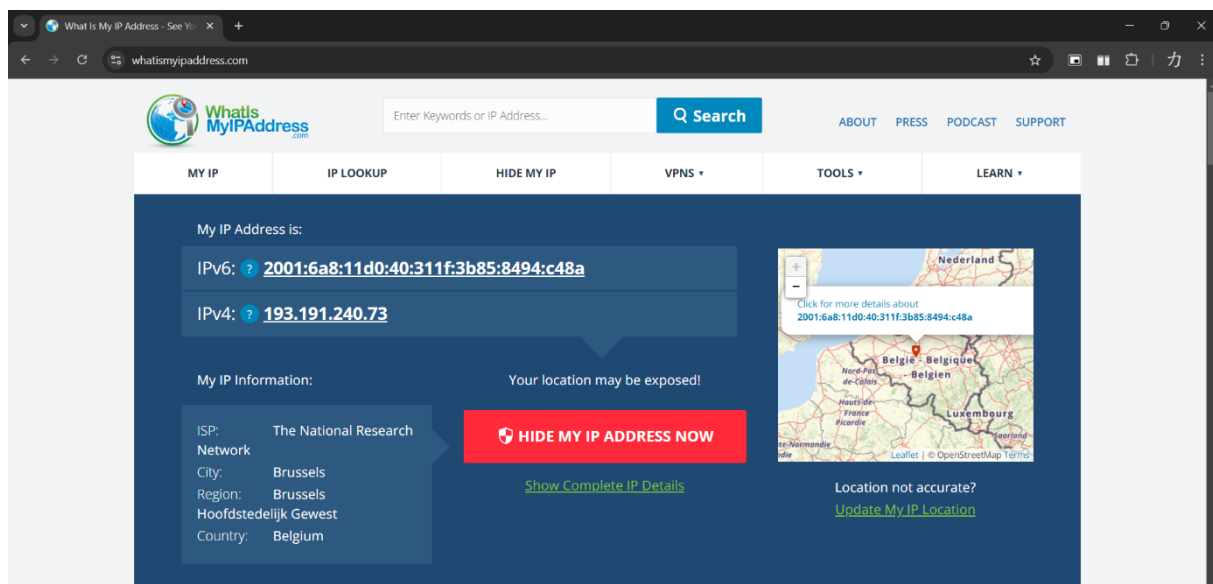 What Is My IP Address - See Yo
whatismyipaddress.com
WhatIs
MyIPAddress
.com
Enter Keywords or IP Address...
Search
ABOUT PRESS PODCAST SUPPORT
MY IP IP LOOKUP HIDE MY IP VPNS TOOLS LEARN
My IP Address is:
IPv6: ? 2001:6a8:11d0:40:311f:3b85:8494:c48a
IPv4: ? 193.191.240.73
My IP Information:
ISP: The National Research
Network
City: Brussels
Region: Brussels
Hoofdstedelijk Gewest
Country: Belgium
Your location may be exposed!
HIDE MY IP ADDRESS NOW
Show Complete IP Details
+
−
Nederland
Click for more details about
2001:6a8:11d0:40:311f:3b85:8494:c48a
België - Belgique
- Belgien
Nord-Pas-
de-Calais
Hauts-de-
France
Picardie
Luxembourg
Saarland
Leaflet | © OpenStreetMap Terms
Location not accurate?
Update My IP Location